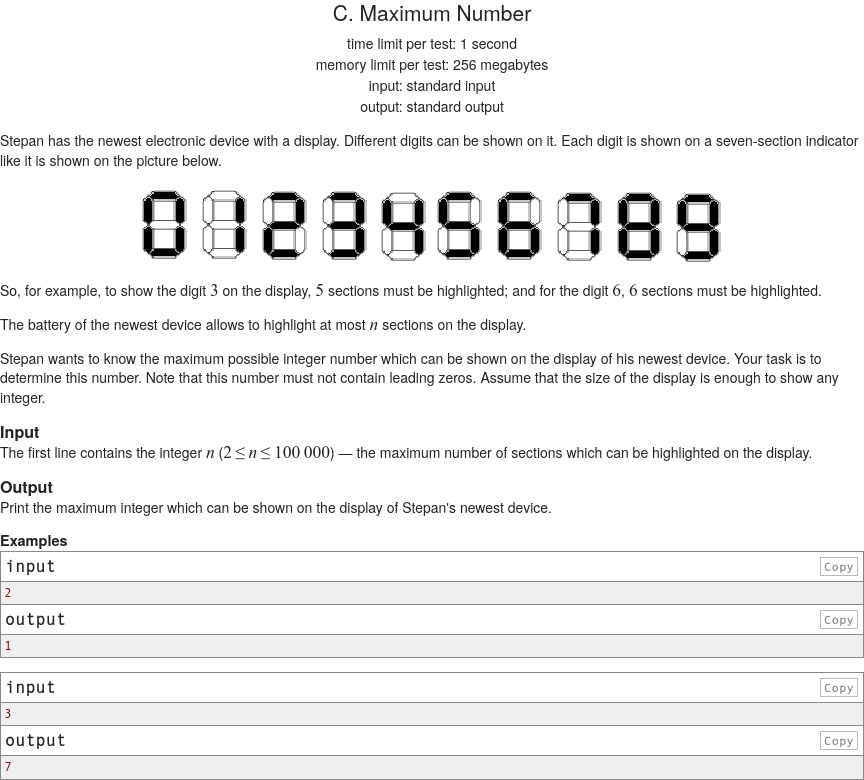 C. Maximum Number
time limit per test: 1 second
memory limit per test: 256 megabytes
input: standard input
output: standard output
Stepan has the newest electronic device with a display. Different digits can be shown on it. Each digit is shown on a seven-section indicator
like it is shown on the picture below.
0 1 2 3 4 5 6 7 8 9
So, for example, to show the digit 3 on the display, 5 sections must be highlighted; and for the digit 6, 6 sections must be highlighted.
The battery of the newest device allows to highlight at most n sections on the display.
Stepan wants to know the maximum possible integer number which can be shown on the display of his newest device. Your task is to
determine this number. Note that this number must not contain leading zeros. Assume that the size of the display is enough to show any
integer.
Input
The first line contains the integer n (2 ≤ n ≤ 100 000) — the maximum number of sections which can be highlighted on the display.
Output
Print the maximum integer which can be shown on the display of Stepan's newest device.
Examples
input Copy
2
output Copy
1
input Copy
3
output Copy
7